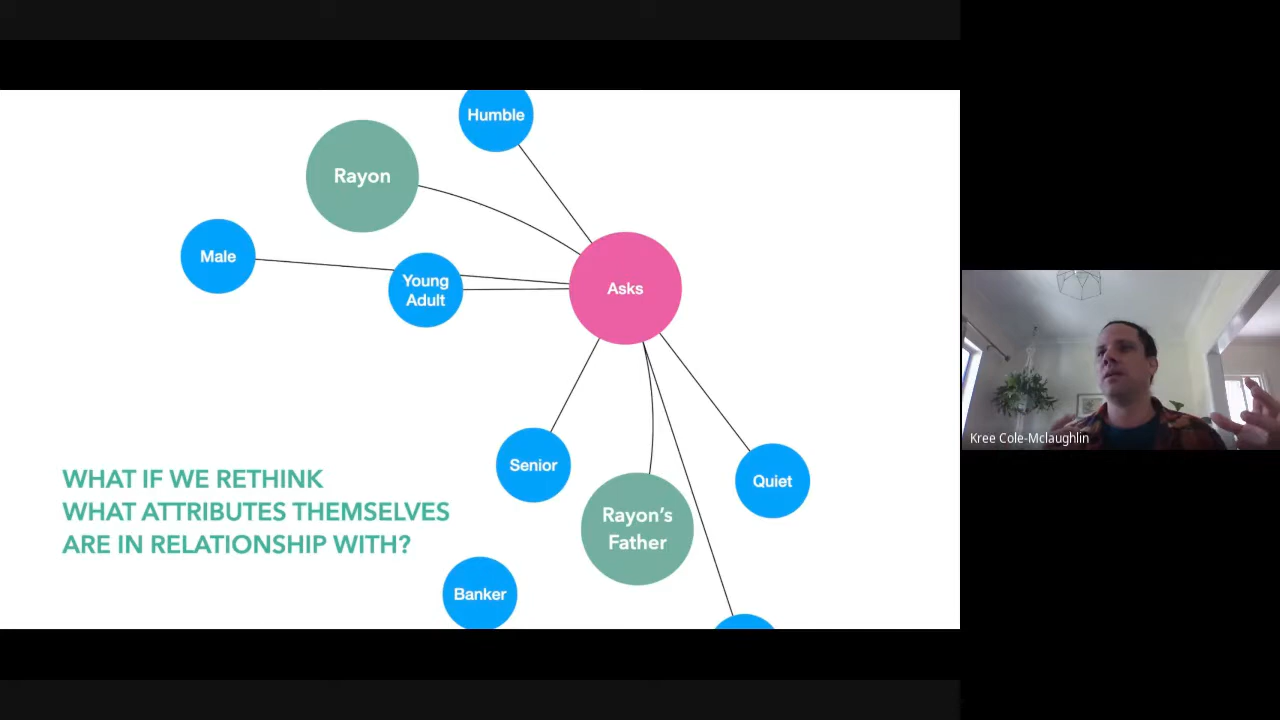 Humble
Rayon
Male
Young
Adult
Asks
Senior
Quiet
Rayon's
Father
WHAT IF WE RETHINK
WHAT ATTRIBUTES THEMSELVES
ARE IN RELATIONSHIP WITH?
Banker
Kree Cole-Mclaughlin